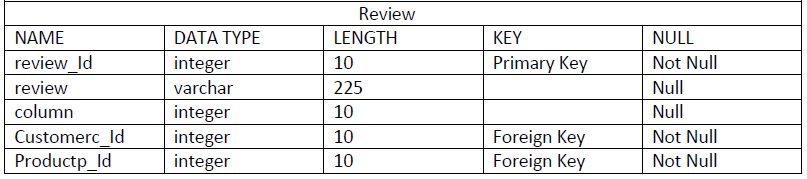 Review
NAME DATA TYPE LENGTH KEY NULL
review_Id integer 10 Primary Key Not Null
review varchar 225 Null
column integer 10 Null
Customerc_Id integer 10 Foreign Key Not Null
Productp_Id integer 10 Foreign Key Not Null